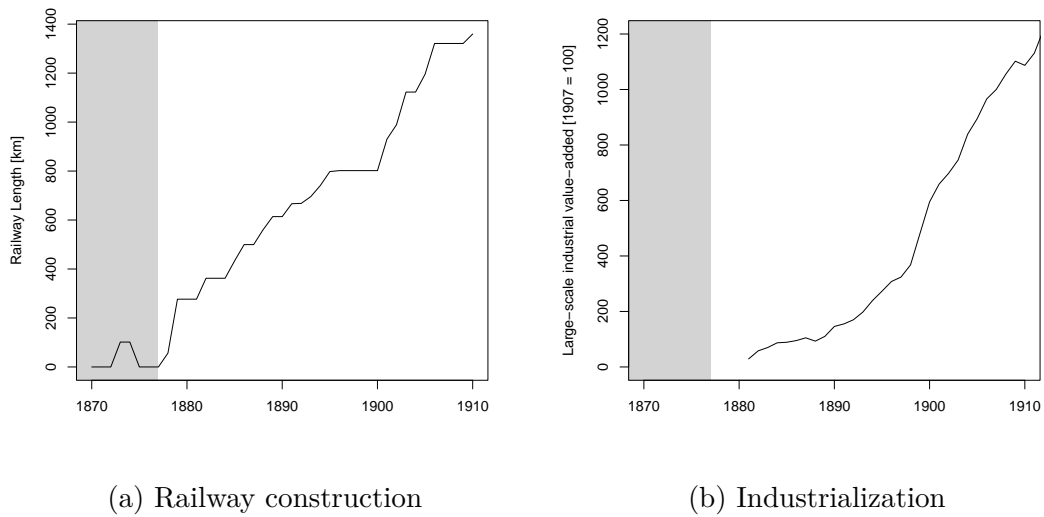 Railway Length [km]
1400
1200
1000
800
600
400
200
0
1870 1880 1890 1900 1910
(a) Railway construction
Large−scale industrial value−added [1907 = 100]
1200
1000
800
600
400
200
0
1870 1880 1890 1900 1910
(b) Industrialization